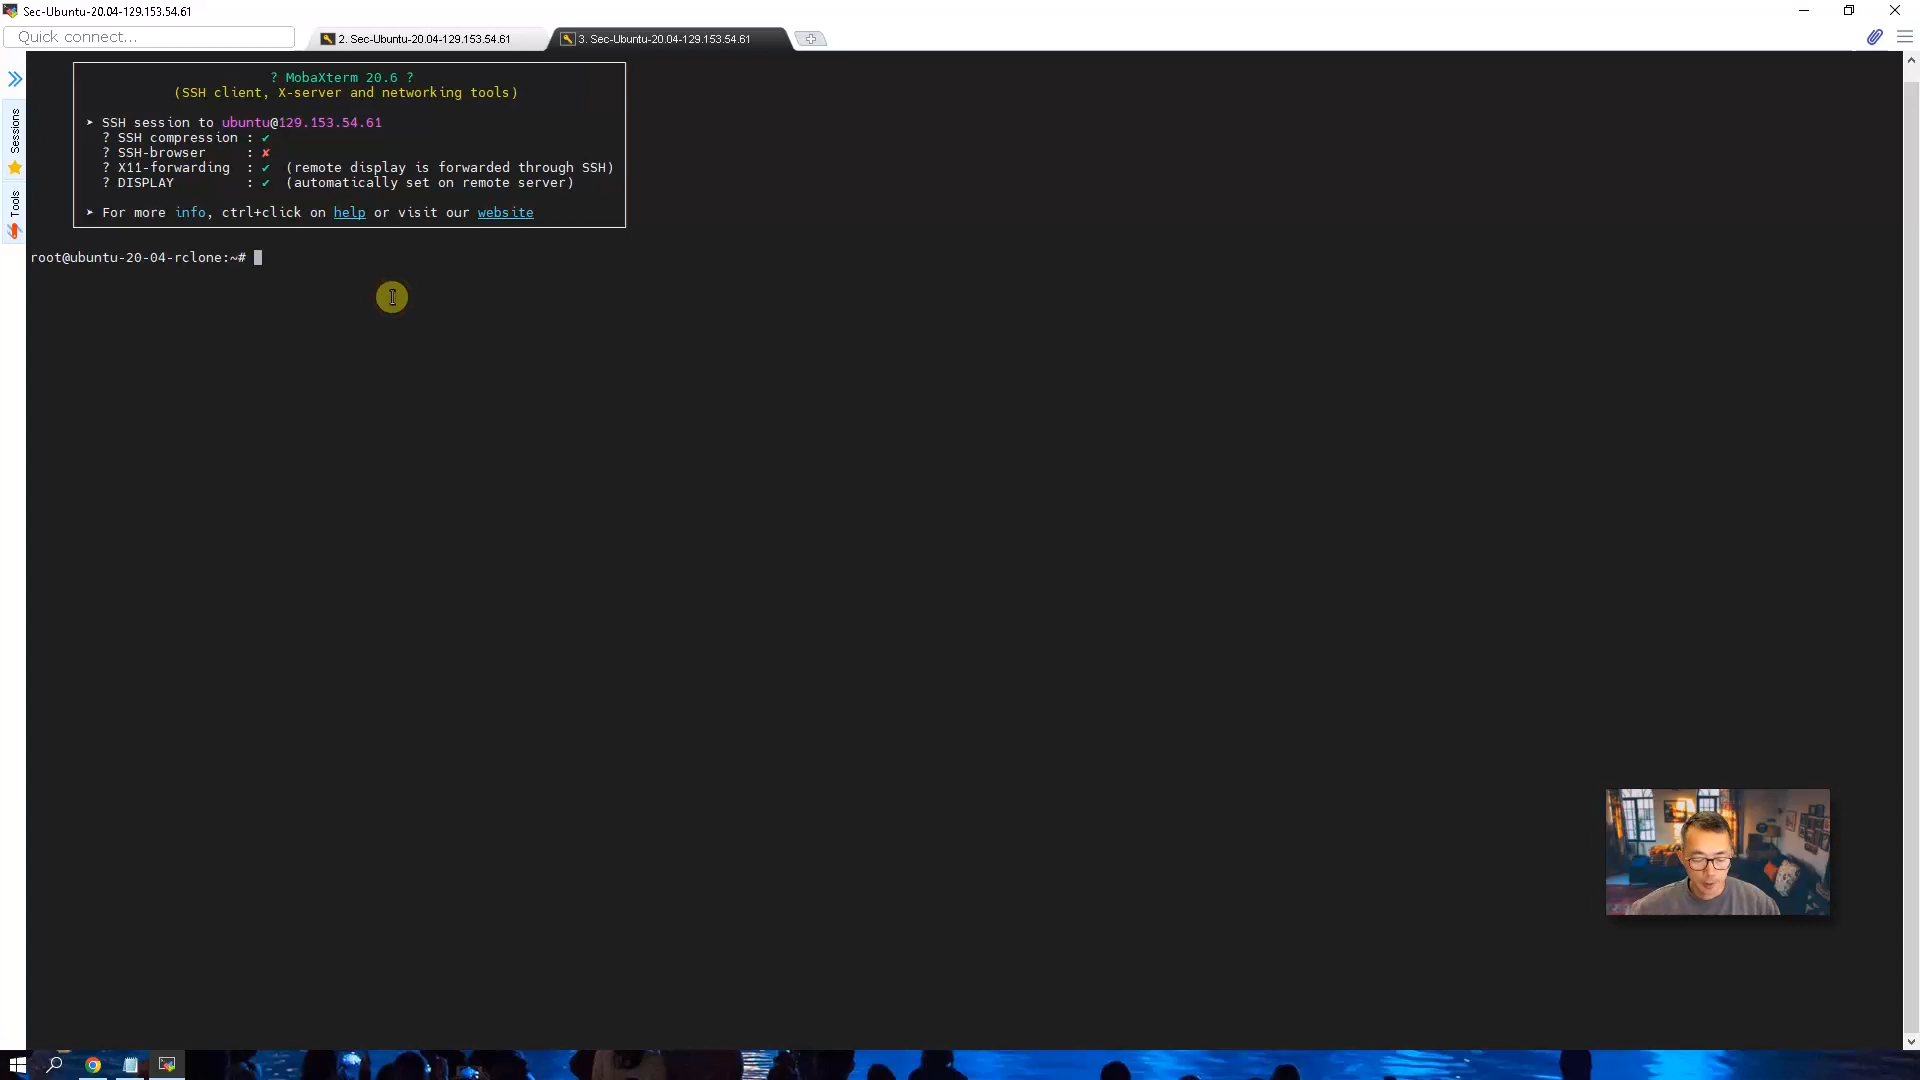 Sec-Ubuntu-20.04-129.153.54.61
Quick connect...
2. Sec-Ubuntu-20.04-129.153.54.61
3. Sec-Ubuntu-20.04-129.153.54.61
Sessions
Tools
? MobaXterm 20.6 ?
(SSH client, X-server and networking tools)
➤ SSH session to ubuntu@129.153.54.61
? SSH compression : ✔
? SSH-browser : ✘
? X11-forwarding : ✔ (remote display is forwarded through SSH)
? DISPLAY : ✔ (automatically set on remote server)
➤ For more info, ctrl+click on help or visit our website
root@ubuntu-20-04-rclone:~#